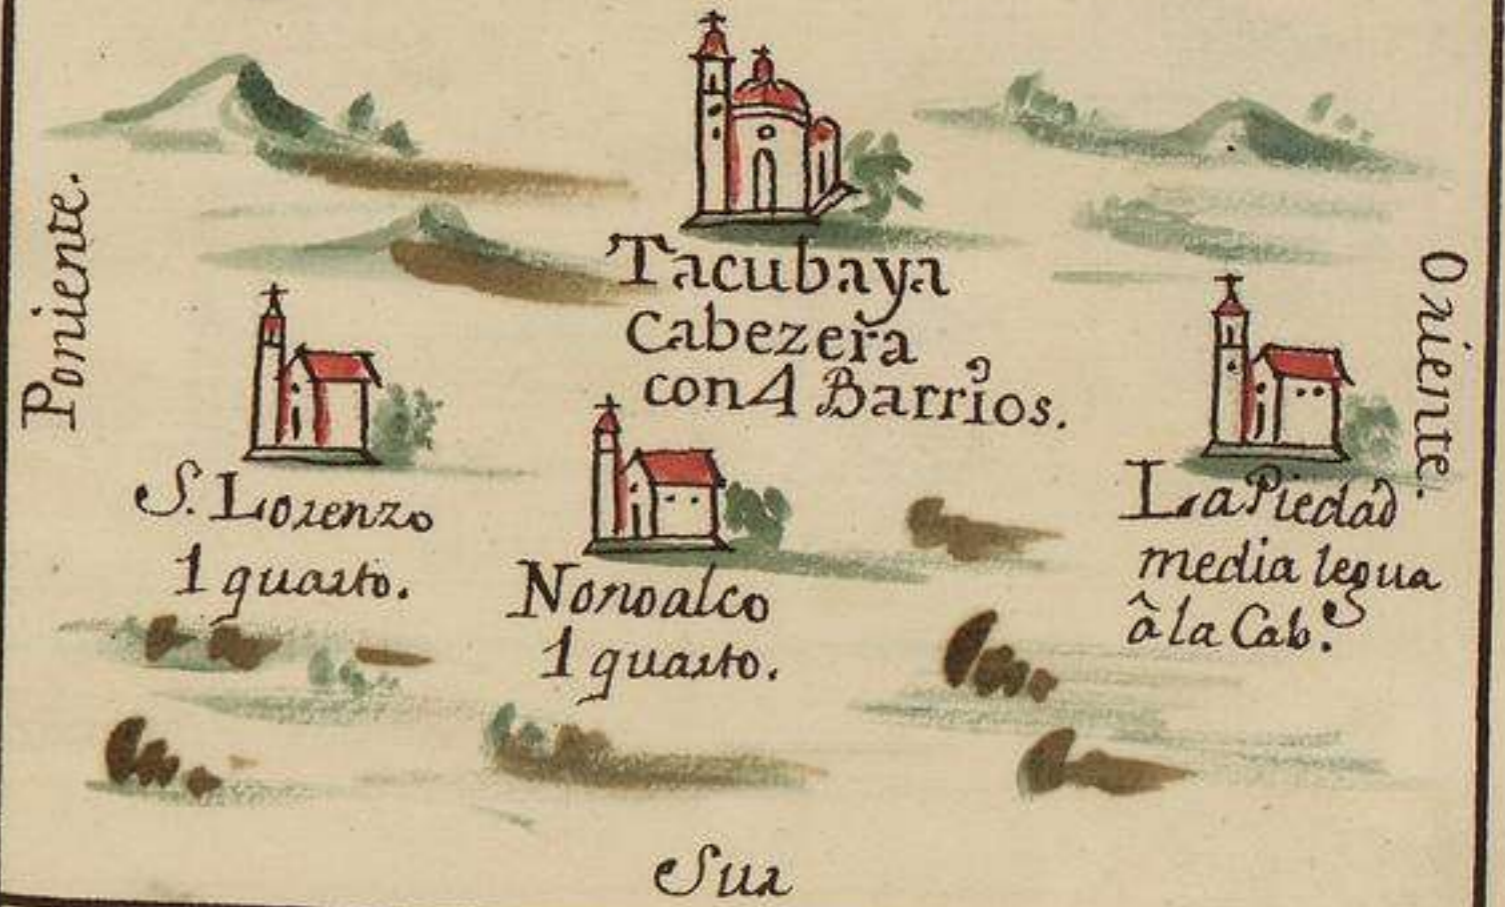 Poniente.
Tacubaya
Cabezera
con 4 Barrios.
Oriente.
S. Lorenzo
1 quarto.
Nonoalco
1 quarto.
La Piedad
media legua
â la Cab.ª
Sur